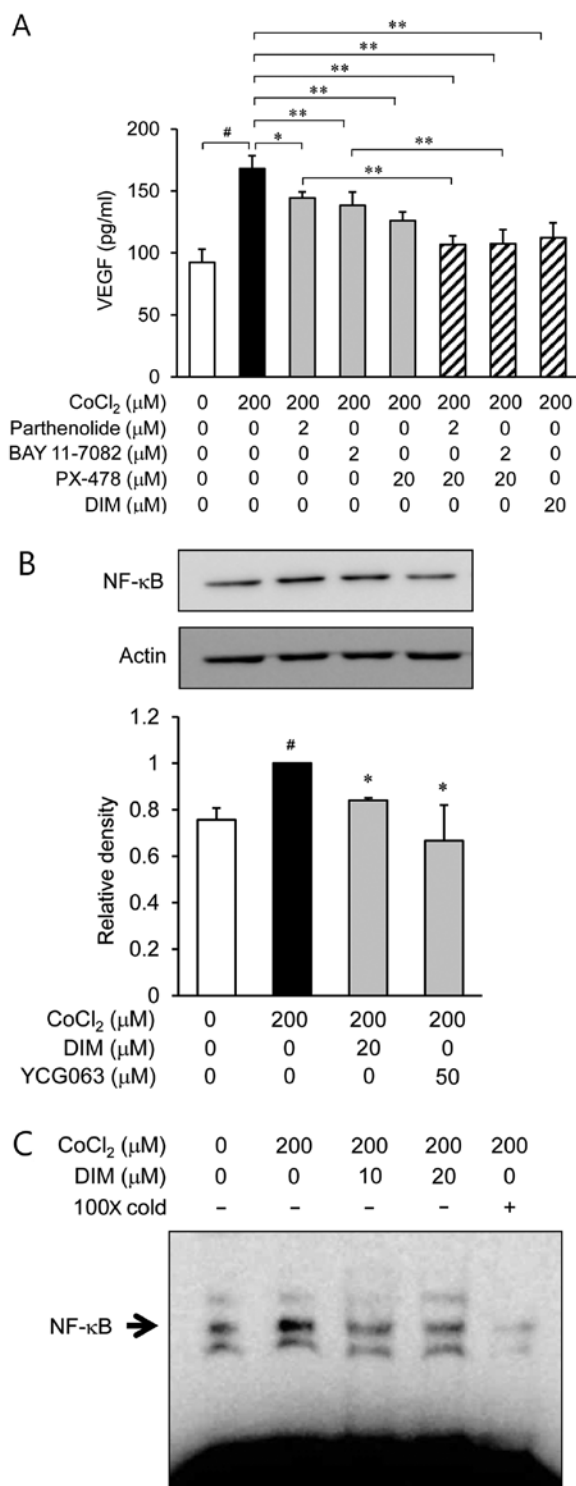 A
**
**
**
**
**
#
*
**
**
200
150
100
50
0
VEGF (pg/ml)
CoCl₂ (μM) 0 200 200 200 200 200 200 200
Parthenolide (μM) 0 0 2 0 0 2 0 0
BAY 11-7082 (μM) 0 0 0 2 0 0 2 0
PX-478 (μM) 0 0 0 0 20 20 20 0
DIM (μM) 0 0 0 0 0 0 0 20
B
NF-κB
Actin
1.2
1
0.8
0.6
0.4
0.2
0
Relative density
#
*
*
CoCl₂ (μM) 0 200 200 200
DIM (μM) 0 0 20 0
YCG063 (μM) 0 0 0 50
C
CoCl₂ (μM) 0 200 200 200 200
DIM (μM) 0 0 10 20 0
100X cold – – – – +
NF-κB